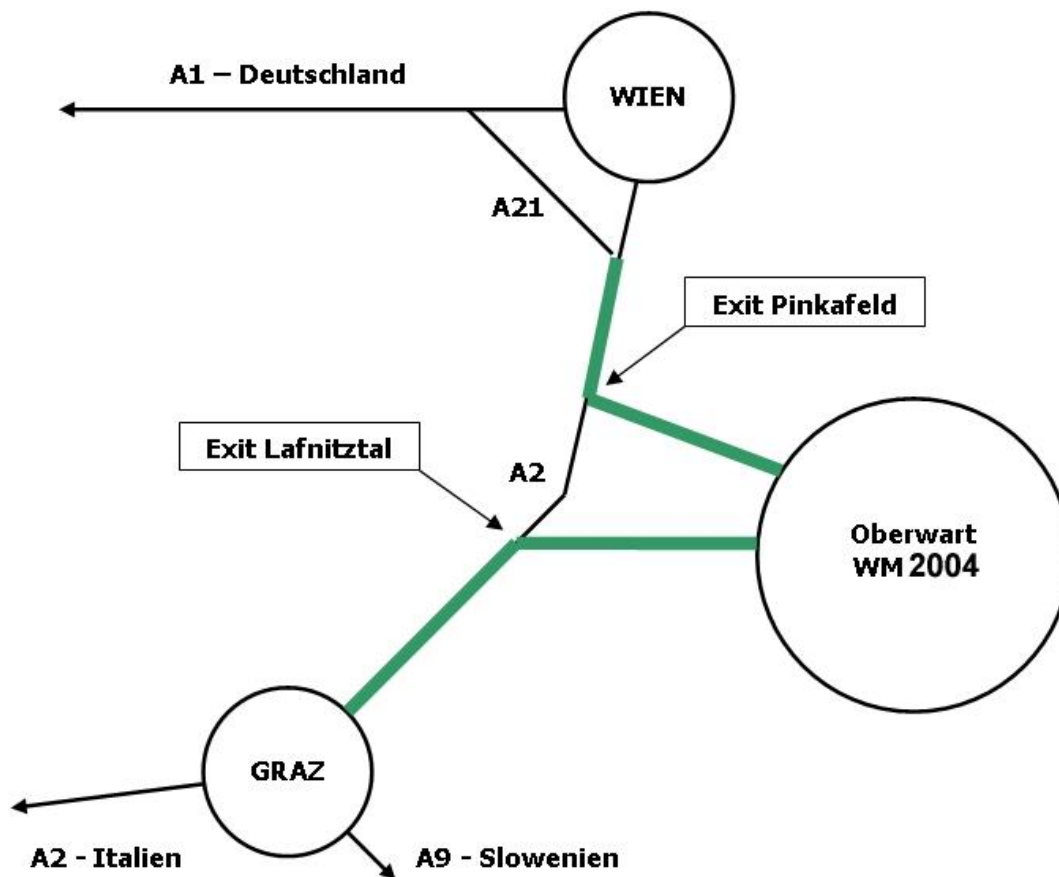 A1 – Deutschland
WIEN
A21
Exit Pinkafeld
Exit Lafnitztal
A2
Oberwart
WM 2004
GRAZ
A2 - Italien
A9 - Slowenien